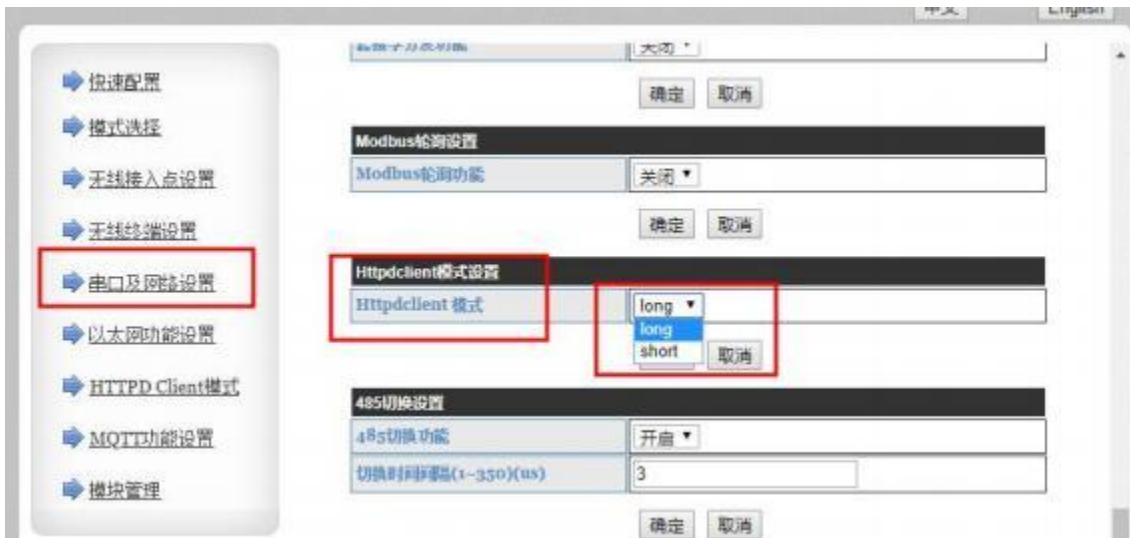 中文 English
关闭
快速配置
确定 取消
模式选择
Modbus轮询设置
Modbus轮询功能 关闭
无线接入点设置
确定 取消
无线终端设置
Httpdclient模式设置
串口及网络设置
Httpdclient 模式 long
long
short
取消
以太网功能设置
HTTPD Client模式
485切换设置
485切换功能 开启
MQTT功能设置
切换时间间隔(1~350)(us) 3
模块管理
确定 取消